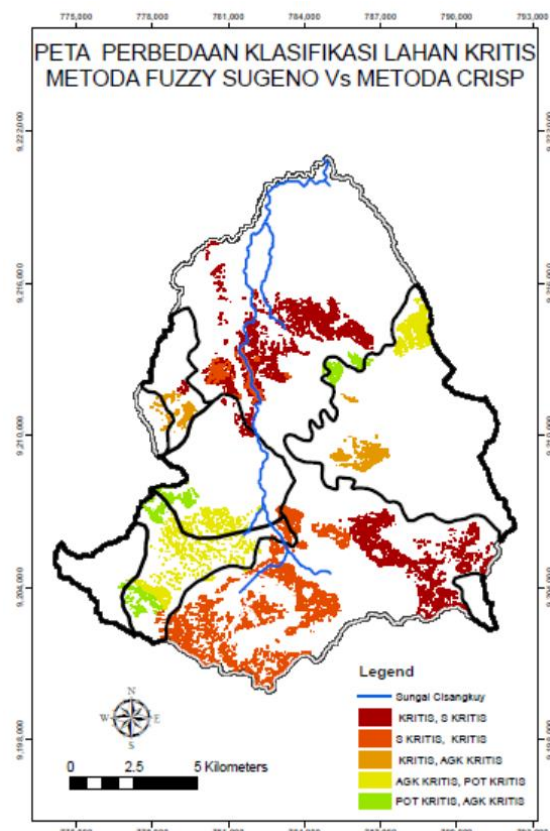 775,000 778,000 781,000 784,000 787,000 790,000 793,000
PETA PERBEDAAN KLASIFIKASI LAHAN KRITIS
METODA FUZZY SUGENO Vs METODA CRISP
9,222,000
9,216,000
9,210,000
9,204,000
9,198,000
Legend
Sungai Cisangkuy
KRITIS, S KRITIS
S KRITIS, KRITIS
KRITIS, AGK KRITIS
AGK KRITIS, POT KRITIS
POT KRITIS, AGK KRITIS
N
W E
S
0 2.5 5 Kilometers